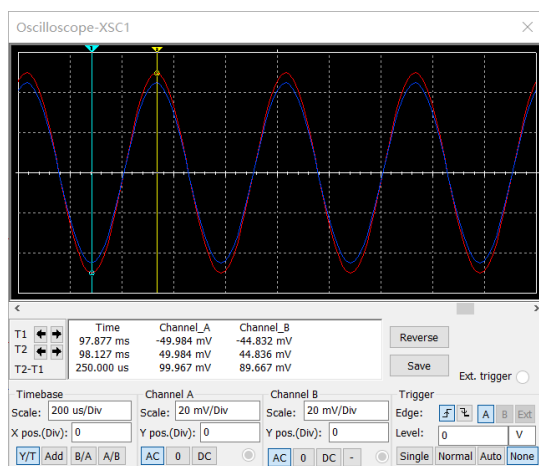 Oscilloscope-XSC1
1 2
Time Channel_A Channel_B
T1 97.877 ms -49.984 mV -44.832 mV
T2 98.127 ms 49.984 mV 44.836 mV
T2-T1 250.000 us 99.967 mV 89.667 mV
Reverse
Save
Ext. trigger
Timebase Channel A Channel B Trigger
Scale: 200 us/Div Scale: 20 mV/Div Scale: 20 mV/Div Edge: A B Ext
X pos.(Div): 0 Y pos.(Div): 0 Y pos.(Div): 0 Level: 0 V
Y/T Add B/A A/B AC 0 DC AC 0 DC - Single Normal Auto None